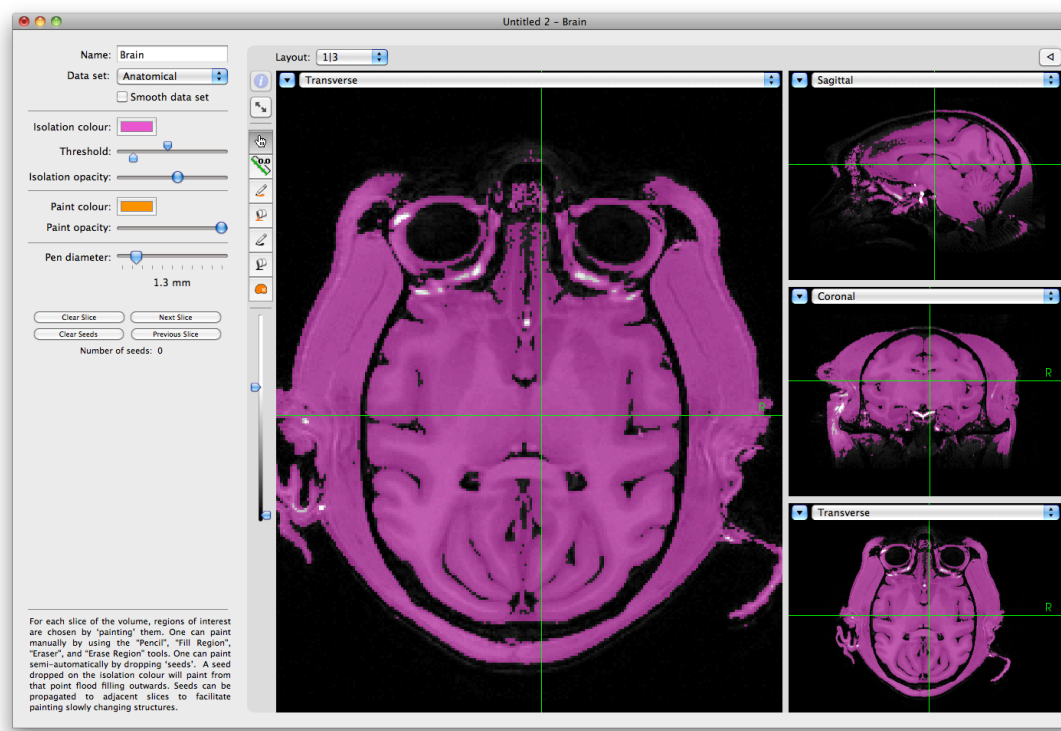 Untitled 2 – Brain
Name: Brain
Data set: Anatomical
Smooth data set
Isolation colour:
Threshold:
Isolation opacity:
Paint colour:
Paint opacity:
Pen diameter:
1.3 mm
Clear Slice Next Slice
Clear Seeds Previous Slice
Number of seeds: 0
For each slice of the volume, regions of interest
are chosen by ‘painting’ them. One can paint
manually by using the "Pencil", "Fill Region",
"Eraser", and "Erase Region" tools. One can paint
semi-automatically by dropping ‘seeds’. A seed
dropped on the isolation colour will paint from
that point flood filling outwards. Seeds can be
propagated to adjacent slices to facilitate
painting slowly changing structures.
Layout: 1|3
i
0.0
Transverse
R
Sagittal
Coronal
R
Transverse
R